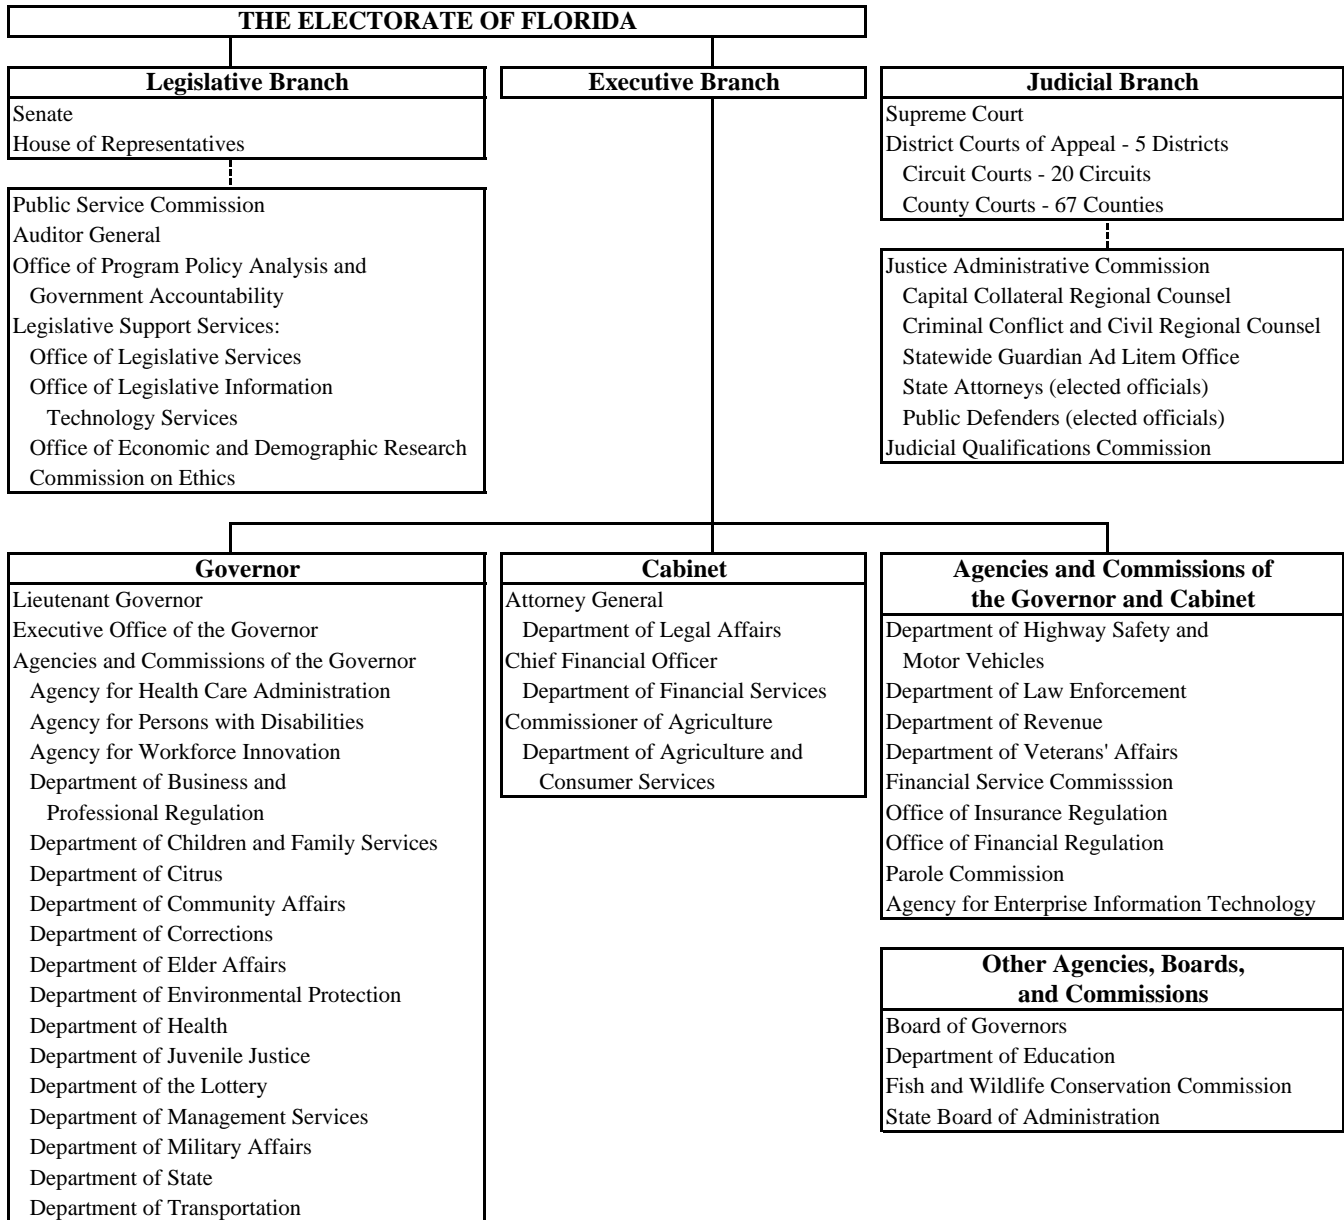 THE ELECTORATE OF FLORIDA
Legislative Branch
Senate
House of Representatives
Public Service Commission
Auditor General
Office of Program Policy Analysis and
Government Accountability
Legislative Support Services:
Office of Legislative Services
Office of Legislative Information
Technology Services
Office of Economic and Demographic Research
Commission on Ethics
Executive Branch
Judicial Branch
Supreme Court
District Courts of Appeal - 5 Districts
Circuit Courts - 20 Circuits
County Courts - 67 Counties
Justice Administrative Commission
Capital Collateral Regional Counsel
Criminal Conflict and Civil Regional Counsel
Statewide Guardian Ad Litem Office
State Attorneys (elected officials)
Public Defenders (elected officials)
Judicial Qualifications Commission
Governor
Lieutenant Governor
Executive Office of the Governor
Agencies and Commissions of the Governor
Agency for Health Care Administration
Agency for Persons with Disabilities
Agency for Workforce Innovation
Department of Business and
Professional Regulation
Department of Children and Family Services
Department of Citrus
Department of Community Affairs
Department of Corrections
Department of Elder Affairs
Department of Environmental Protection
Department of Health
Department of Juvenile Justice
Department of the Lottery
Department of Management Services
Department of Military Affairs
Department of State
Department of Transportation
Cabinet
Attorney General
Department of Legal Affairs
Chief Financial Officer
Department of Financial Services
Commissioner of Agriculture
Department of Agriculture and
Consumer Services
Agencies and Commissions of
the Governor and Cabinet
Department of Highway Safety and
Motor Vehicles
Department of Law Enforcement
Department of Revenue
Department of Veterans' Affairs
Financial Service Commisssion
Office of Insurance Regulation
Office of Financial Regulation
Parole Commission
Agency for Enterprise Information Technology
Other Agencies, Boards,
and Commissions
Board of Governors
Department of Education
Fish and Wildlife Conservation Commission
State Board of Administration